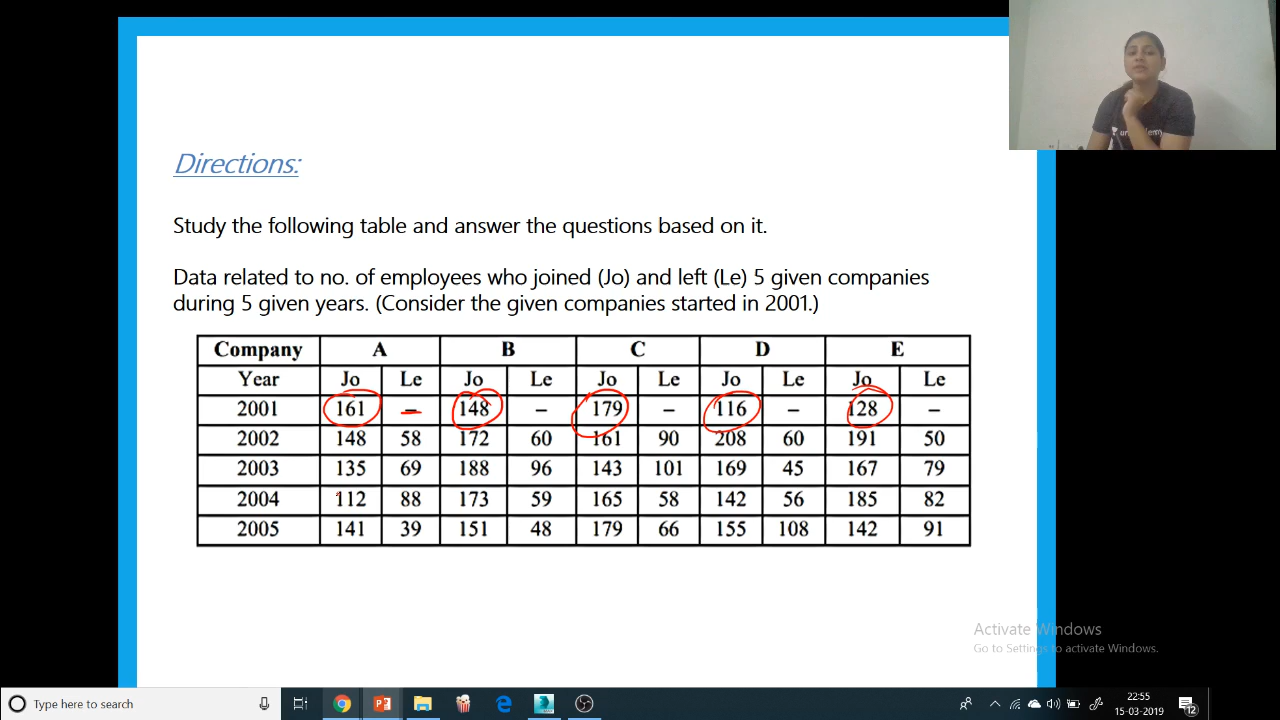 Directions:
Study the following table and answer the questions based on it.
Data related to no. of employees who joined (Jo) and left (Le) 5 given companies
during 5 given years. (Consider the given companies started in 2001.)
Company A B C D E
Year Jo Le Jo Le Jo Le Jo Le Jo Le
2001 161 – 148 – 179 – 116 – 128 –
2002 148 58 172 60 161 90 208 60 191 50
2003 135 69 188 96 143 101 169 45 167 79
2004 112 88 173 59 165 58 142 56 185 82
2005 141 39 151 48 179 66 155 108 142 91
Activate Windows
Go to Settings to activate Windows.
Type here to search
22:55
15-03-2019
12